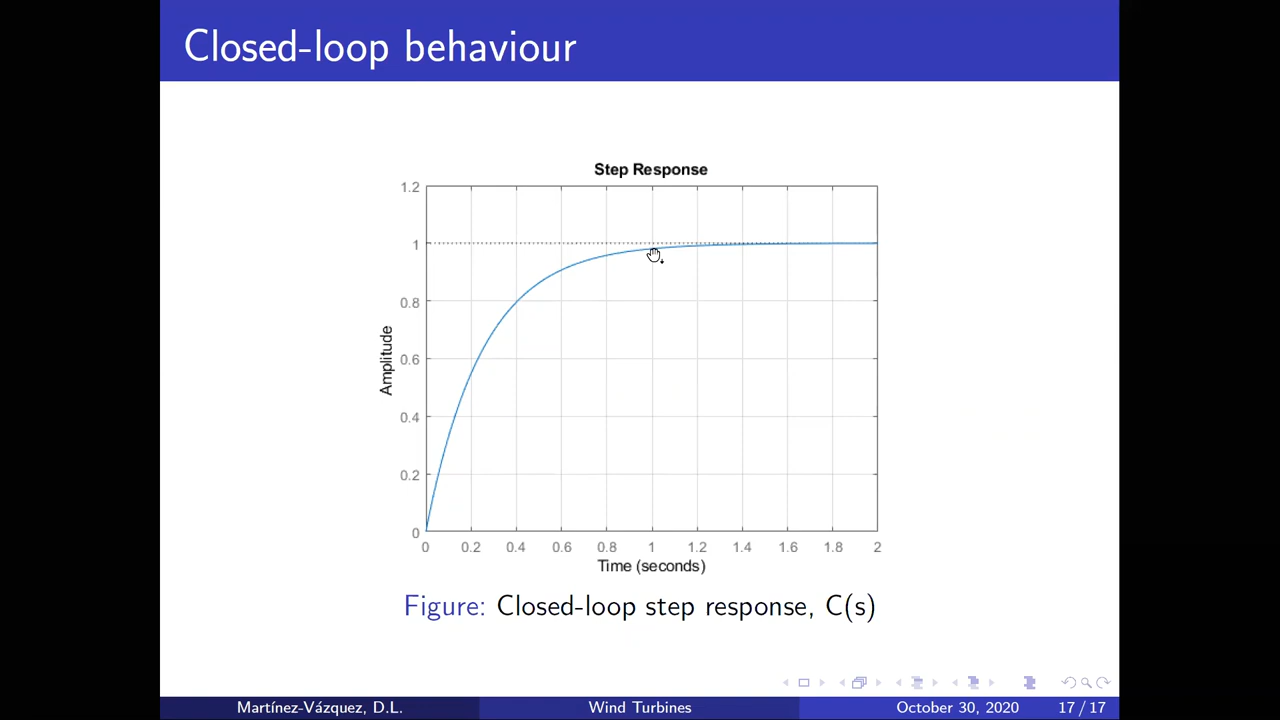 Closed-loop behaviour
Step Response
1.2
1
0.8
0.6
0.4
0.2
0
Amplitude
0 0.2 0.4 0.6 0.8 1 1.2 1.4 1.6 1.8 2
Time (seconds)
Figure: Closed-loop step response, C(s)
Martínez-Vázquez, D.L. Wind Turbines October 30, 2020 17 / 17